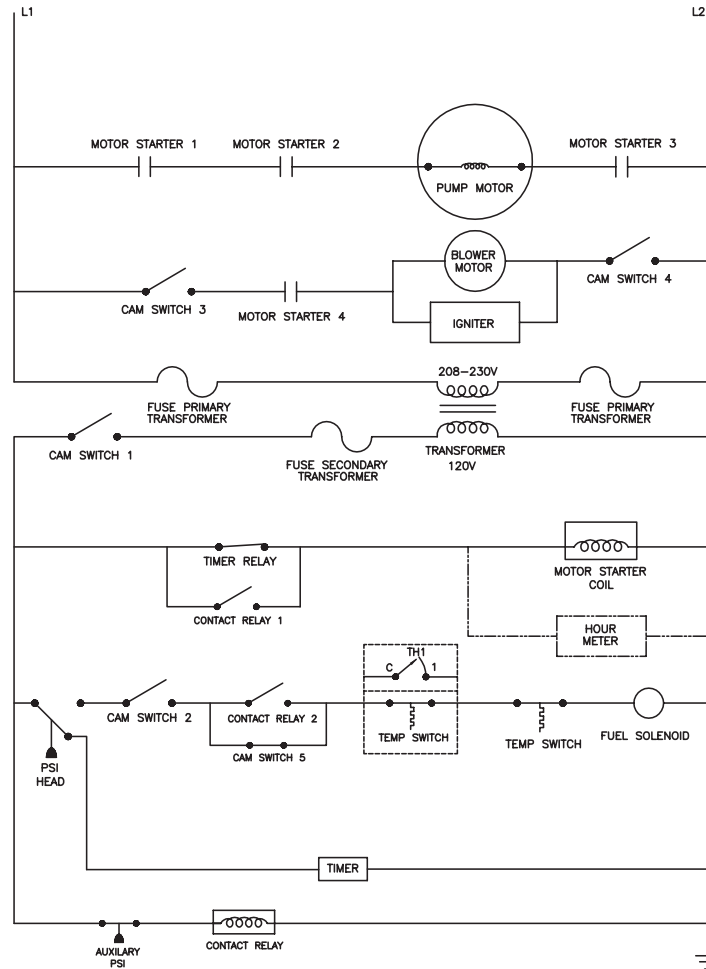 L1
L2
MOTOR STARTER 1
MOTOR STARTER 2
MOTOR STARTER 3
PUMP MOTOR
BLOWER
MOTOR
CAM SWITCH 4
CAM SWITCH 3
MOTOR STARTER 4
IGNITER
208-230V
FUSE PRIMARY
TRANSFORMER
FUSE PRIMARY
TRANSFORMER
CAM SWITCH 1
FUSE SECONDARY
TRANSFORMER
TRANSFORMER
120V
TIMER RELAY
MOTOR STARTER
COIL
CONTACT RELAY 1
HOUR
METER
TH1
C
1
CAM SWITCH 2
CONTACT RELAY 2
TEMP SWITCH
TEMP SWITCH
FUEL SOLENOID
CAM SWITCH 5
PSI
HEAD
TIMER
AUXILARY
PSI
CONTACT RELAY